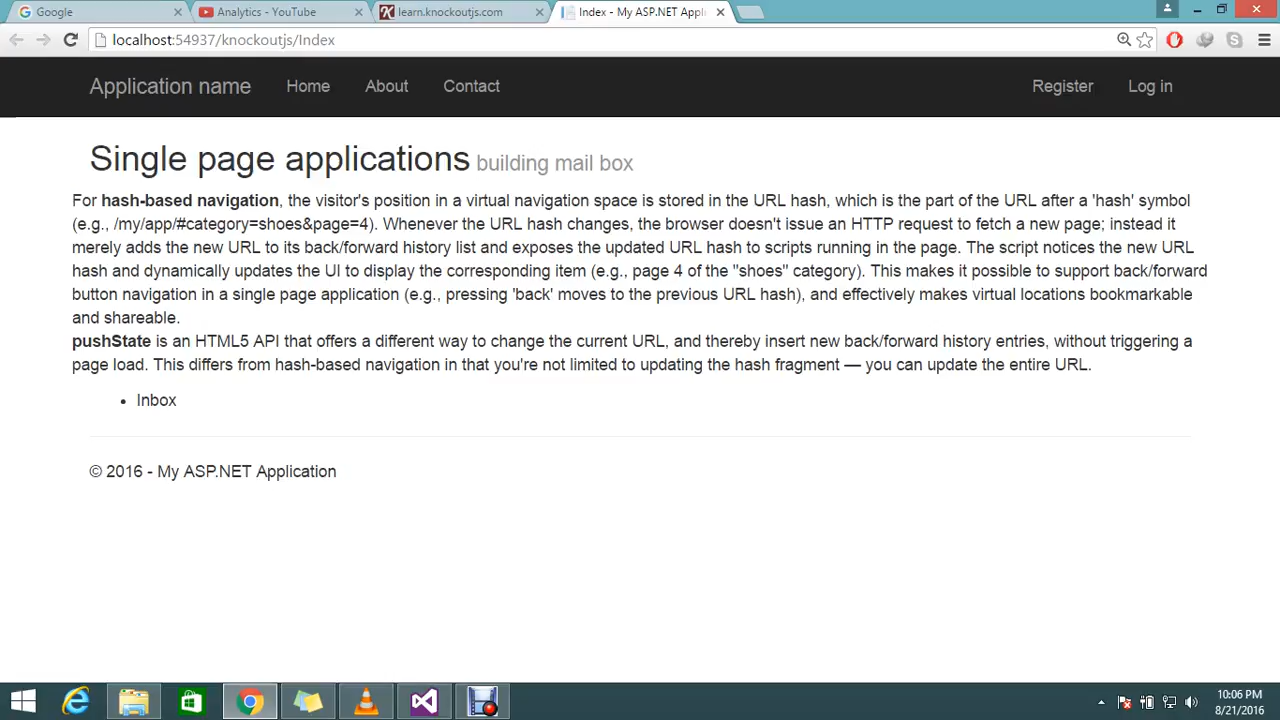 Google
Analytics - YouTube
learn.knockoutjs.com
Index - My ASP.NET Appli
localhost:54937/knockoutjs/Index
Application name Home About Contact Register Log in
Single page applications building mail box
For hash-based navigation, the visitor's position in a virtual navigation space is stored in the URL hash, which is the part of the URL after a 'hash' symbol
(e.g., /my/app/#category=shoes&page=4). Whenever the URL hash changes, the browser doesn't issue an HTTP request to fetch a new page; instead it
merely adds the new URL to its back/forward history list and exposes the updated URL hash to scripts running in the page. The script notices the new URL
hash and dynamically updates the UI to display the corresponding item (e.g., page 4 of the "shoes" category). This makes it possible to support back/forward
button navigation in a single page application (e.g., pressing 'back' moves to the previous URL hash), and effectively makes virtual locations bookmarkable
and shareable.
pushState is an HTML5 API that offers a different way to change the current URL, and thereby insert new back/forward history entries, without triggering a
page load. This differs from hash-based navigation in that you're not limited to updating the hash fragment — you can update the entire URL.
• Inbox
© 2016 - My ASP.NET Application
10:06 PM
8/21/2016